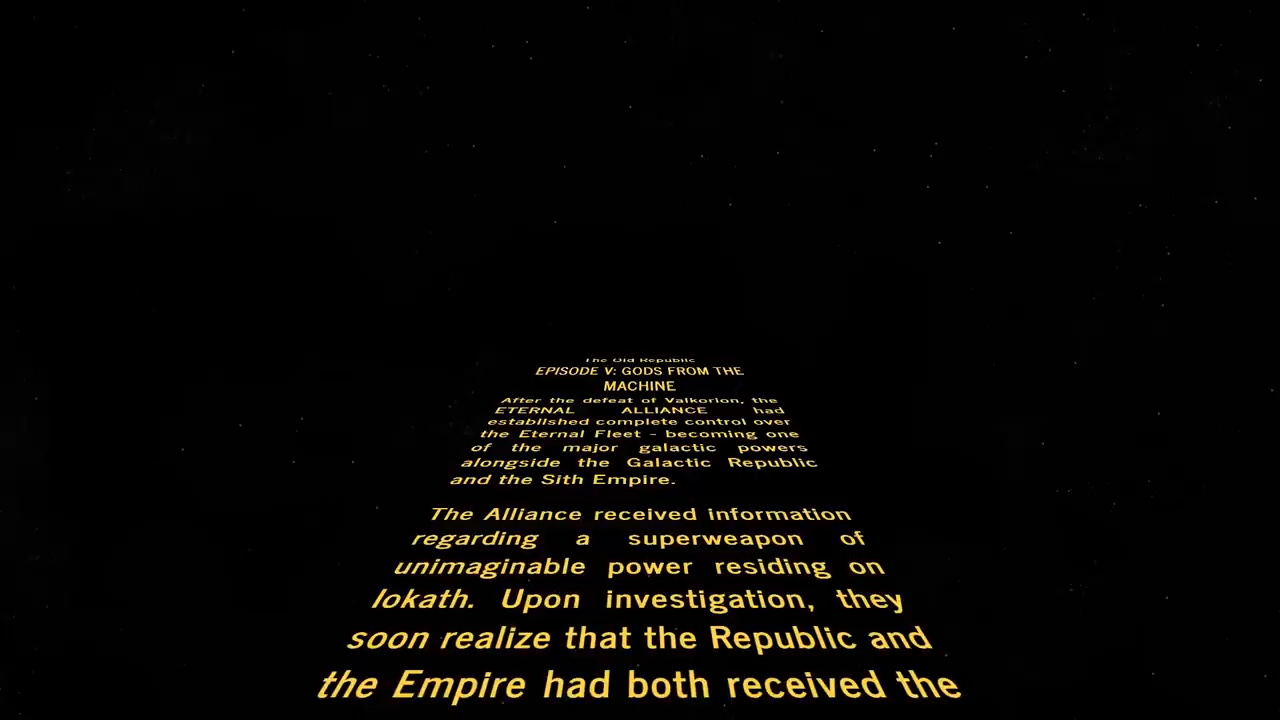 The Old Republic
EPISODE V: GODS FROM THE
MACHINE
After the defeat of Valkorion, the
ETERNAL ALLIANCE had
established complete control over
the Eternal Fleet - becoming one
of the major galactic powers
alongside the Galactic Republic
and the Sith Empire.
The Alliance received information
regarding a superweapon of
unimaginable power residing on
Iokath. Upon investigation, they
soon realize that the Republic and
the Empire had both received the